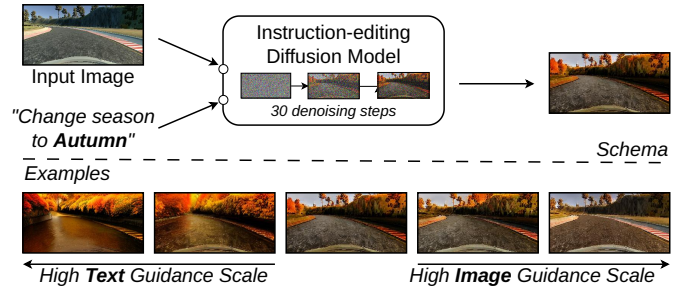 Instruction-editing
Diffusion Model
30 denoising steps
Input Image
"Change season
to Autumn"
Schema
Examples
High Text Guidance Scale
High Image Guidance Scale